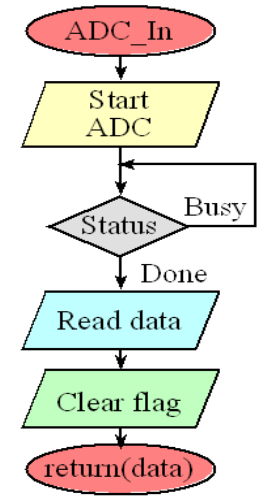 ADC_In
Start
ADC
Status
Busy
Done
Read data
Clear flag
return(data)